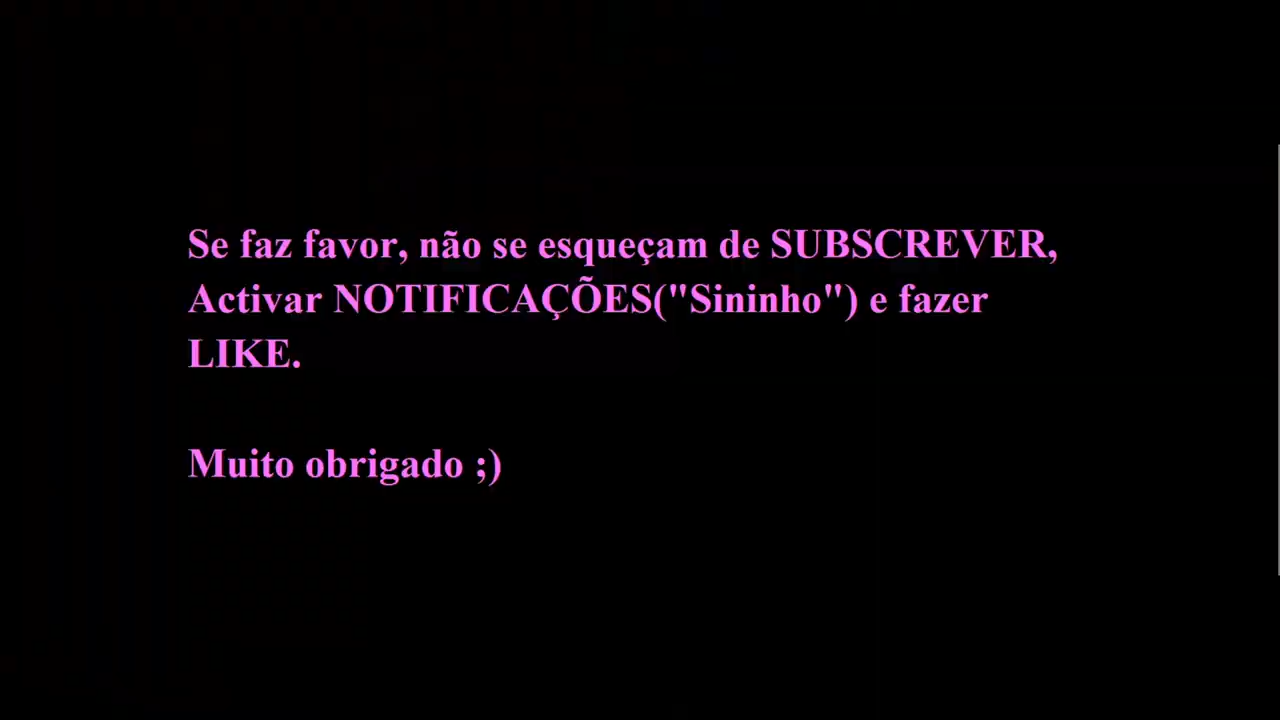 Se faz favor, não se esqueçam de SUBSCREVER,
Activar NOTIFICAÇÕES("Sininho") e fazer
LIKE.
Muito obrigado ;)